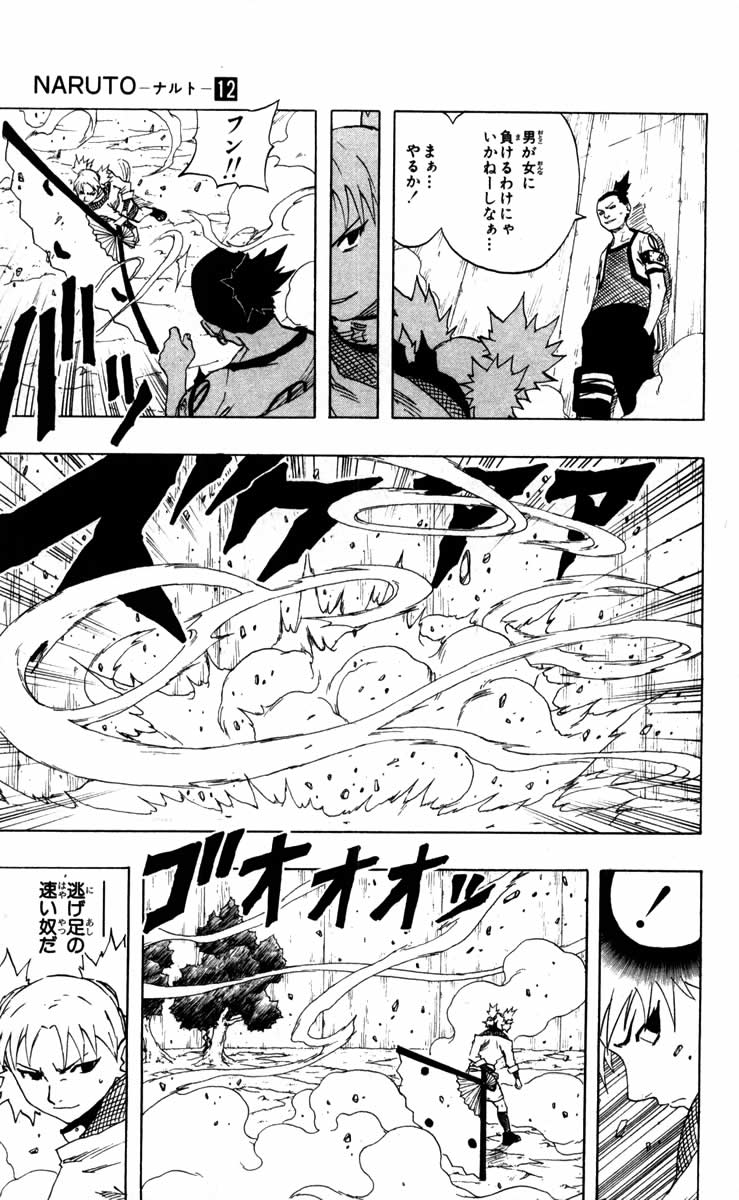 NARUTO—ナルト—12
男が女に
負けるわけにゃ
いかねーしなぁ…
まぁ…
やるか！
フン!!
バン
ズウアア
！
ゴオオオッ
逃げ足の
速い奴だ